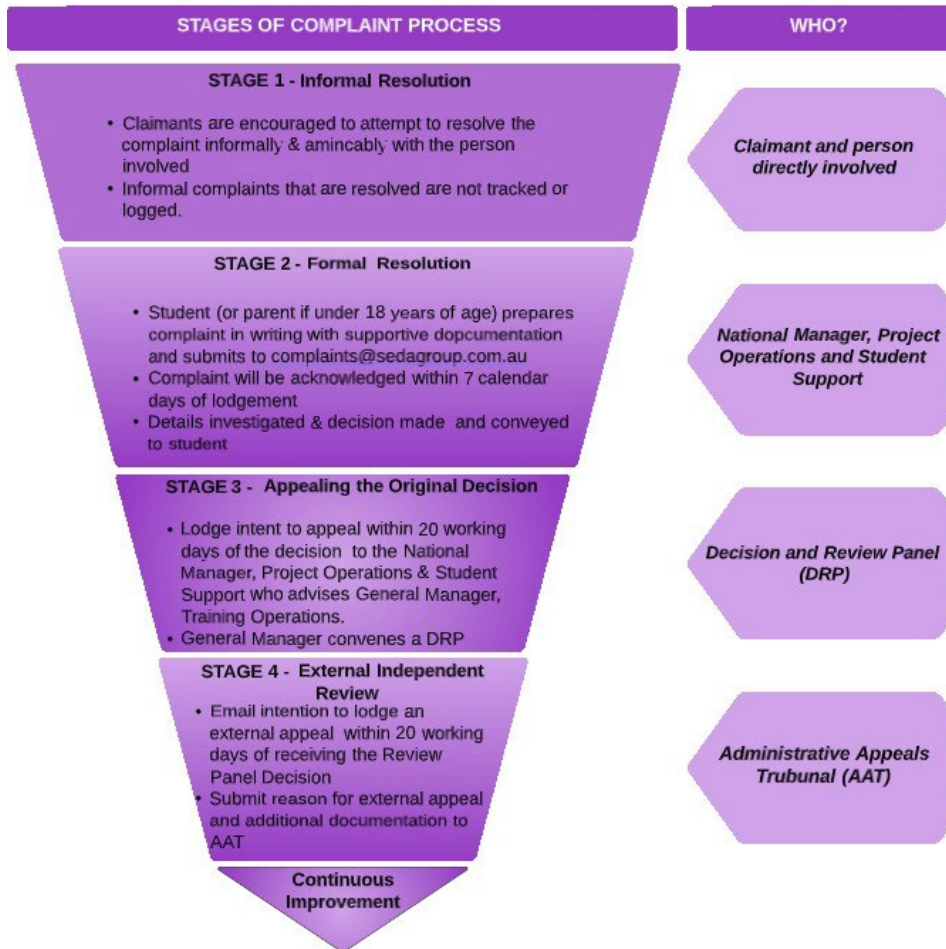 STAGES OF COMPLAINT PROCESS
WHO?
STAGE 1 - Informal Resolution
• Claimants are encouraged to attempt to resolve the
complaint informally & amincably with the person
involved
• Informal complaints that are resolved are not tracked or
logged.
Claimant and person
directly involved
STAGE 2 - Formal Resolution
• Student (or parent if under 18 years of age) prepares
complaint in writing with supportive dopcumentation
and submits to complaints@sedagroup.com.au
• Complaint will be acknowledged within 7 calendar
days of lodgement
• Details investigated & decision made and conveyed
to student
National Manager, Project
Operations and Student
Support
STAGE 3 - Appealing the Original Decision
• Lodge intent to appeal within 20 working
days of the decision to the National
Manager, Project Operations & Student
Support who advises General Manager,
Training Operations.
• General Manager convenes a DRP
Decision and Review Panel
(DRP)
STAGE 4 - External Independent
Review
• Email intention to lodge an
external appeal within 20 working
days of receiving the Review
Panel Decision
• Submit reason for external appeal
and additional documentation to
AAT
Administrative Appeals
Trubunal (AAT)
Continuous
Improvement